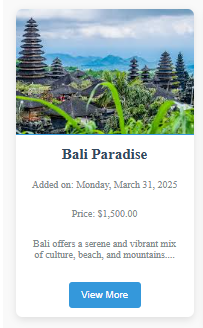 Bali Paradise
Added on: Monday, March 31, 2025
Price: $1,500.00
Bali offers a serene and vibrant mix
of culture, beach, and mountains....
View More